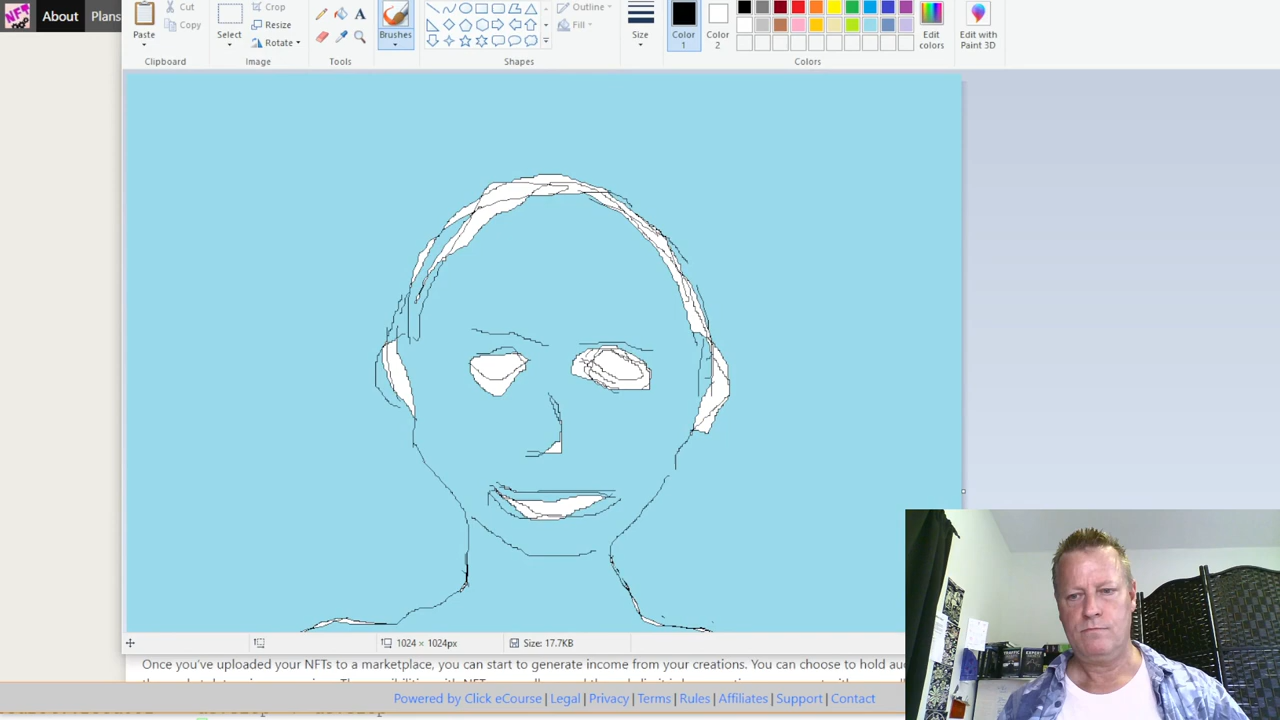 NFT
About
Plans
Cut
Copy
Paste
Clipboard
Crop
Resize
Rotate
Select
Image
Tools
Brushes
Outline
Fill
Shapes
Size
Color
1
Color
2
Edit
colors
Colors
Edit with
Paint 3D
1024 × 1024px
Size: 17.7KB
Once you've uploaded your NFTs to a marketplace, you can start to generate income from your creations. You can choose to hold
Powered by Click eCourse | Legal | Privacy | Terms | Rules | Affiliates | Support | Contact
TRAFFIC
EXPERT